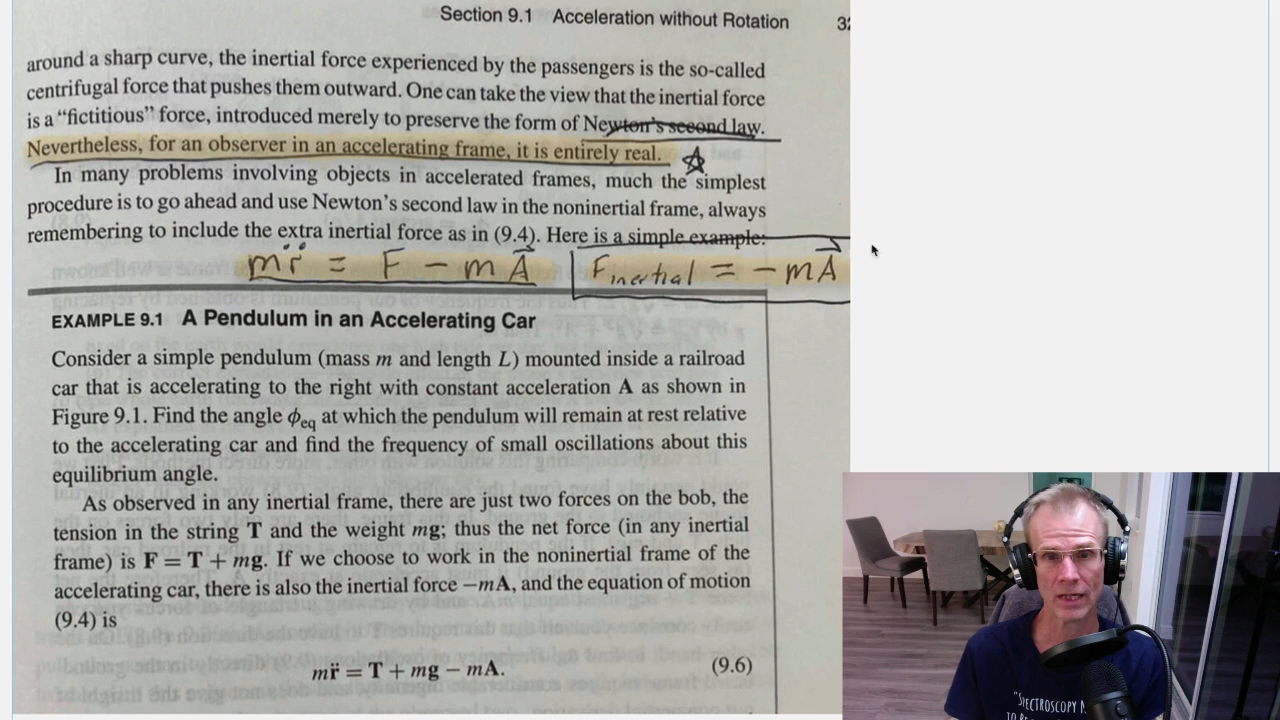 Section 9.1 Acceleration without Rotation
around a sharp curve, the inertial force experienced by the passengers is the so-called
centrifugal force that pushes them outward. One can take the view that the inertial force
is a “fictitious” force, introduced merely to preserve the form of Newton’s second law.
Nevertheless, for an observer in an accelerating frame, it is entirely real.
In many problems involving objects in accelerated frames, much the simplest
procedure is to go ahead and use Newton’s second law in the noninertial frame, always
remembering to include the extra inertial force as in (9.4). Here is a simple example:
mr̈ = F − mA⃗
F⃗inertial = −mA⃗
EXAMPLE 9.1 A Pendulum in an Accelerating Car
Consider a simple pendulum (mass m and length L) mounted inside a railroad
car that is accelerating to the right with constant acceleration A as shown in
Figure 9.1. Find the angle ϕeq at which the pendulum will remain at rest relative
to the accelerating car and find the frequency of small oscillations about this
equilibrium angle.
As observed in any inertial frame, there are just two forces on the bob, the
tension in the string T and the weight mg; thus the net force (in any inertial
frame) is F = T + mg. If we choose to work in the noninertial frame of the
accelerating car, there is also the inertial force −mA, and the equation of motion
(9.4) is
mr̈ = T + mg − mA. (9.6)
"SPECTROSCOPY